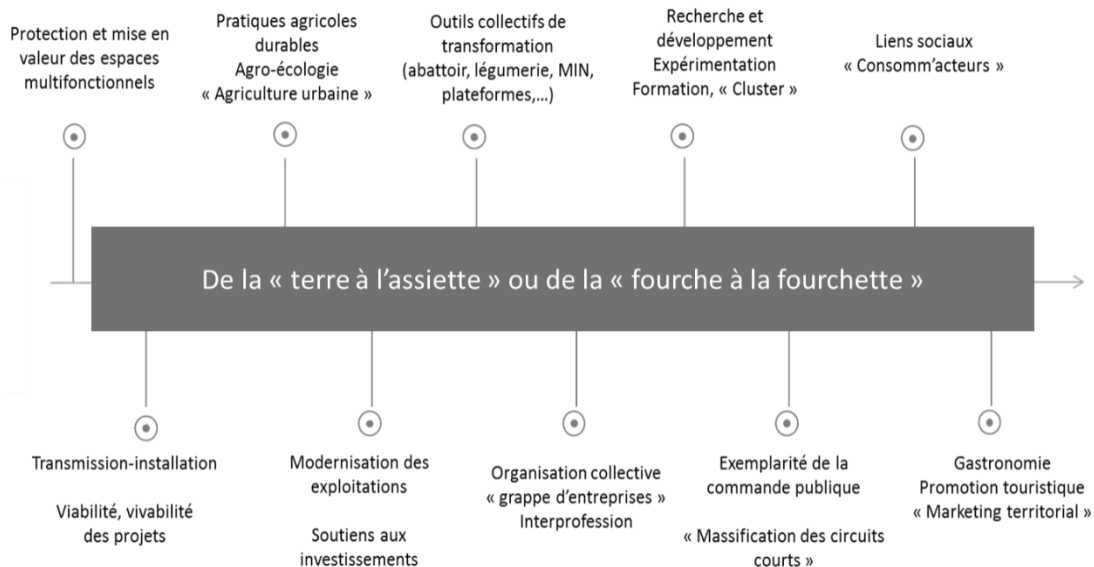 Protection et mise en
valeur des espaces
multifonctionnels
Pratiques agricoles
durables
Agro-écologie
« Agriculture urbaine »
Outils collectifs de
transformation
(abattoir, légumerie, MIN,
plateformes,...)
Recherche et
développement
Expérimentation
Formation, « Cluster »
Liens sociaux
« Consomm'acteurs »
De la « terre à l'assiette » ou de la « fourche à la fourchette »
Transmission-installation
Viabilité, vivabilité
des projets
Modernisation des
exploitations
Soutiens aux
investissements
Organisation collective
« grappe d'entreprises »
Interprofession
Exemplarité de la
commande publique
« Massification des circuits
courts »
Gastronomie
Promotion touristique
« Marketing territorial »